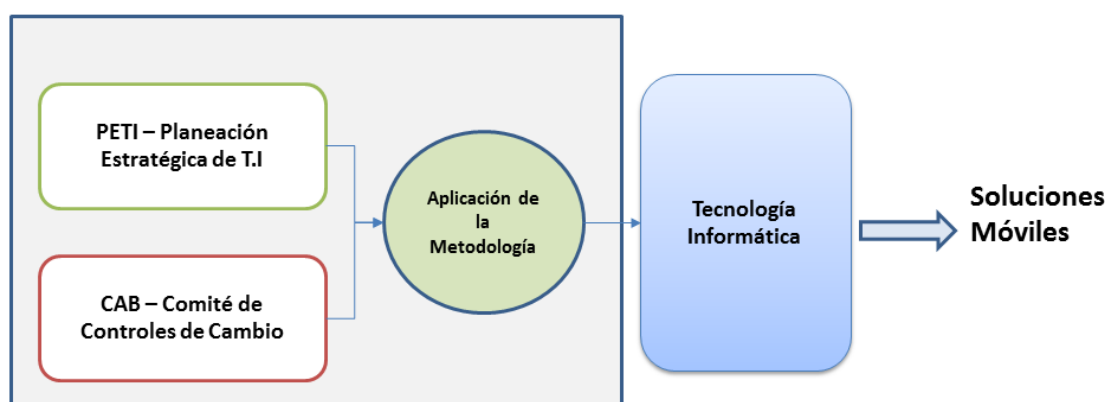 PETI – Planeación
Estratégica de T.I
CAB – Comité de
Controles de Cambio
Aplicación de
la
Metodología
Tecnología
Informática
Soluciones
Móviles